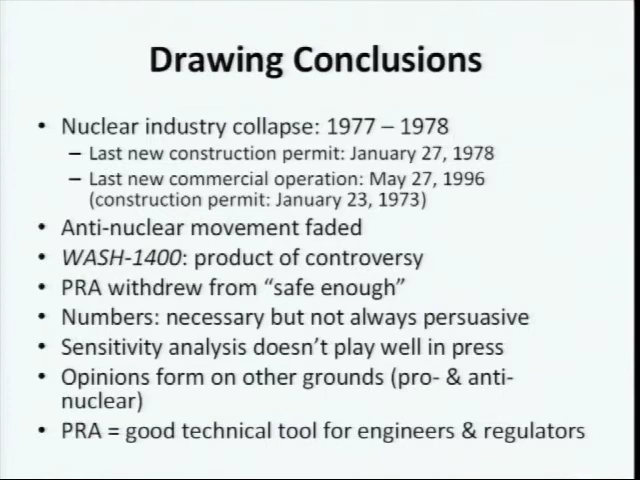 Drawing Conclusions
• Nuclear industry collapse: 1977 – 1978
– Last new construction permit: January 27, 1978
– Last new commercial operation: May 27, 1996
(construction permit: January 23, 1973)
• Anti-nuclear movement faded
• WASH-1400: product of controversy
• PRA withdrew from “safe enough”
• Numbers: necessary but not always persuasive
• Sensitivity analysis doesn’t play well in press
• Opinions form on other grounds (pro- & anti-
nuclear)
• PRA = good technical tool for engineers & regulators